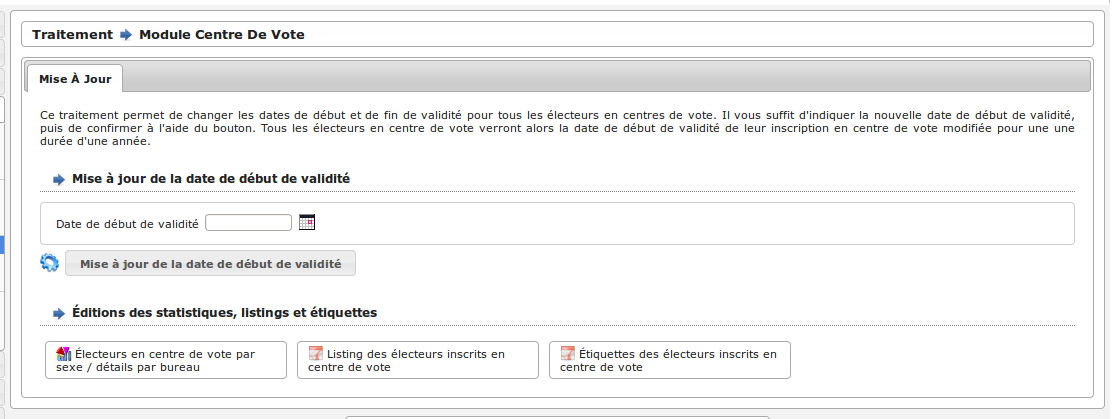 Traitement Module Centre De Vote
Mise À Jour
Ce traitement permet de changer les dates de début et de fin de validité pour tous les électeurs en centres de vote. Il vous suffit d'indiquer la nouvelle date de début de validité,
puis de confirmer à l'aide du bouton. Tous les électeurs en centre de vote verront alors la date de début de validité de leur inscription en centre de vote modifiée pour une une
durée d'une année.
Mise à jour de la date de début de validité
Date de début de validité
Mise à jour de la date de début de validité
Éditions des statistiques, listings et étiquettes
Électeurs en centre de vote par
sexe / détails par bureau
Listing des électeurs inscrits en
centre de vote
Étiquettes des électeurs inscrits en
centre de vote